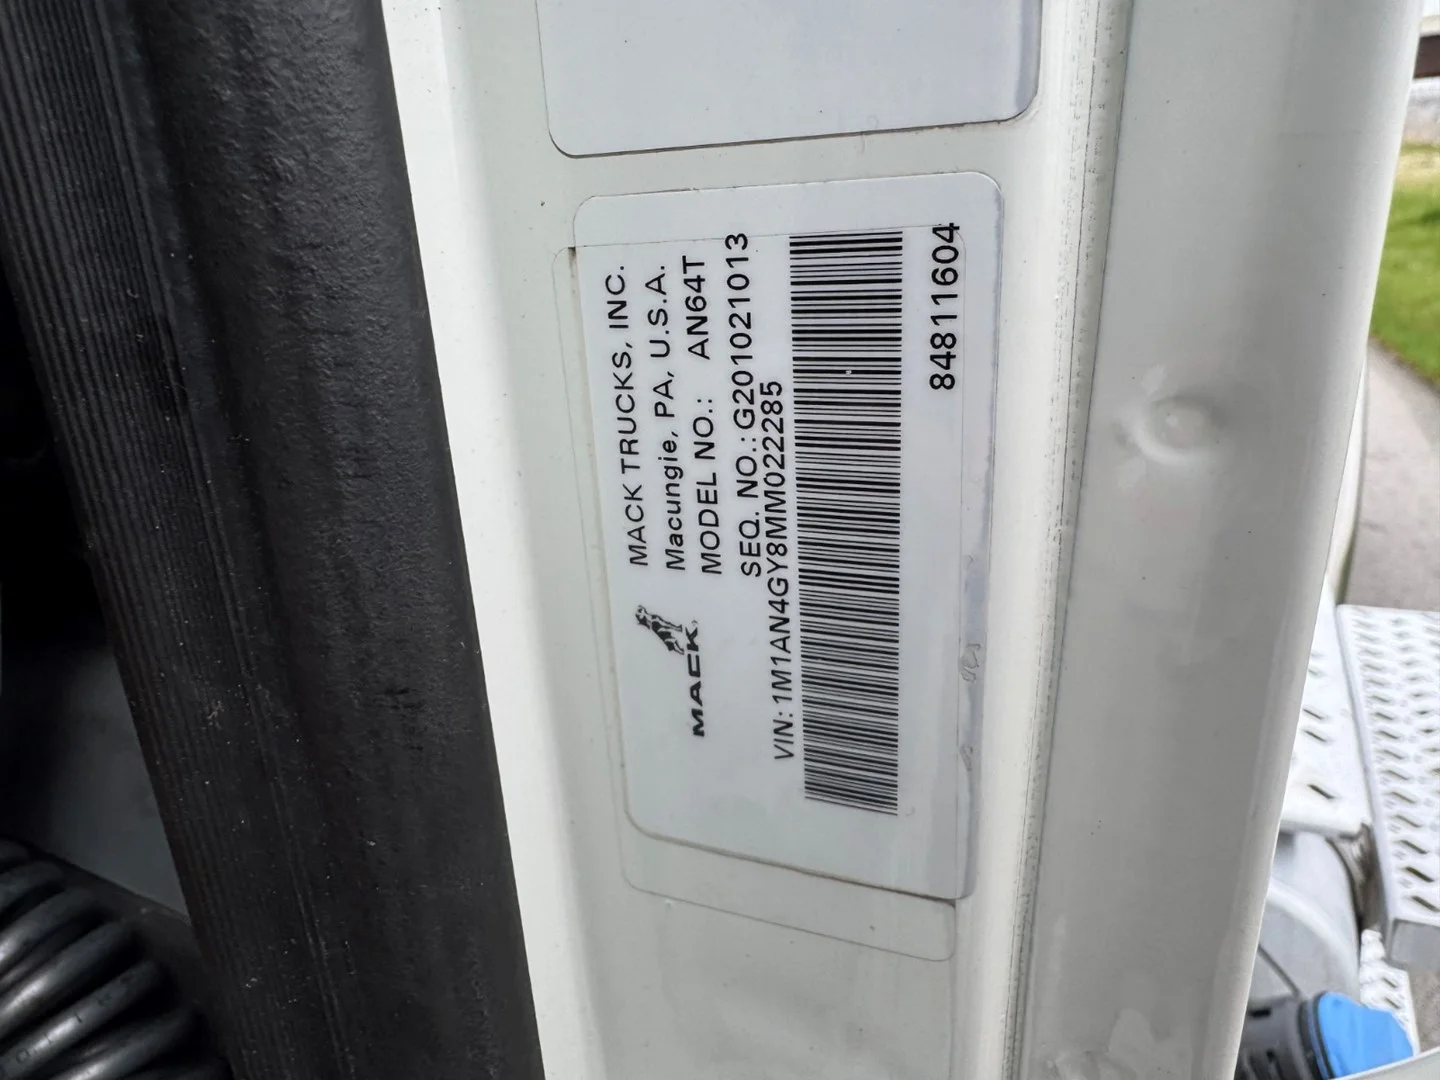 MACK TRUCKS, INC.
Macungie, PA, U.S.A.
MODEL NO.: AN64T
SEQ. NO.: G201021013
MACK
VIN: 1M1AN4GY8MM022285
84811604